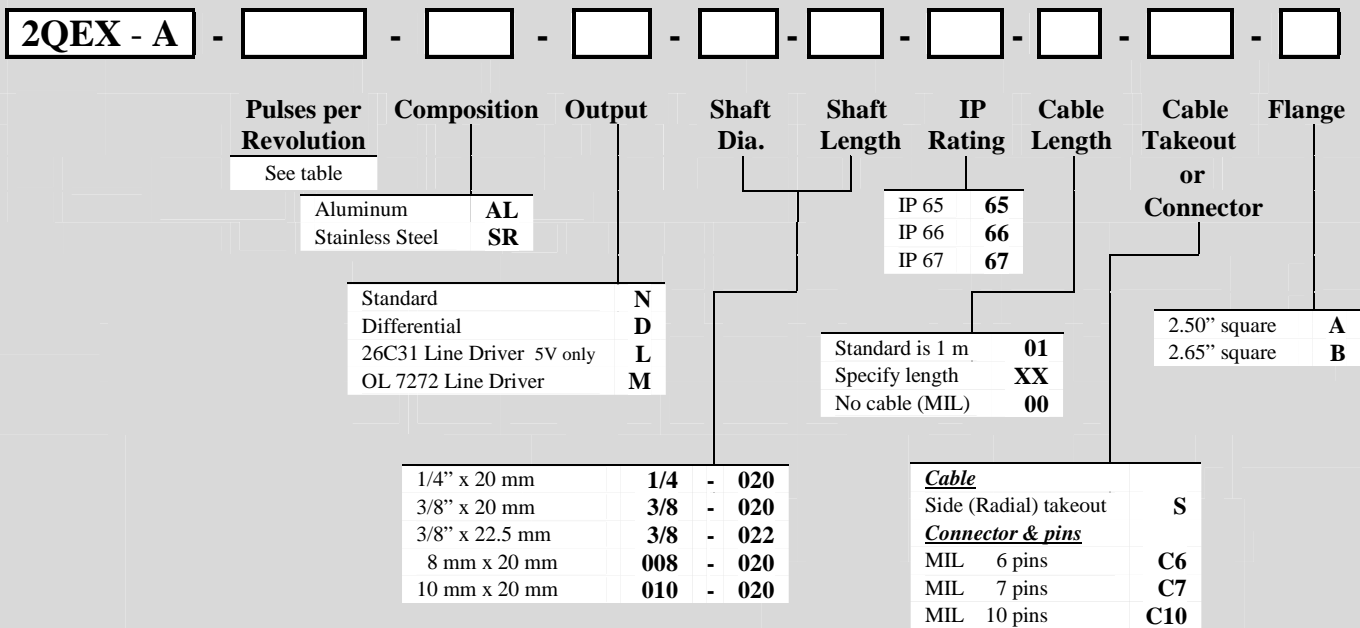 2QEX - A - - - - - - - - -
Pulses per Revolution
Composition
Output
Shaft Dia.
Shaft Length
IP Rating
Cable Length
Cable Takeout or Connector
Flange
See table
Aluminum AL
Stainless Steel SR
IP 65 65
IP 66 66
IP 67 67
Standard N
Differential D
26C31 Line Driver 5V only L
OL 7272 Line Driver M
Standard is 1 m 01
Specify length XX
No cable (MIL) 00
2.50” square A
2.65” square B
1/4” x 20 mm 1/4 - 020
3/8” x 20 mm 3/8 - 020
3/8” x 22.5 mm 3/8 - 022
8 mm x 20 mm 008 - 020
10 mm x 20 mm 010 - 020
Cable
Side (Radial) takeout S
Connector & pins
MIL 6 pins C6
MIL 7 pins C7
MIL 10 pins C10